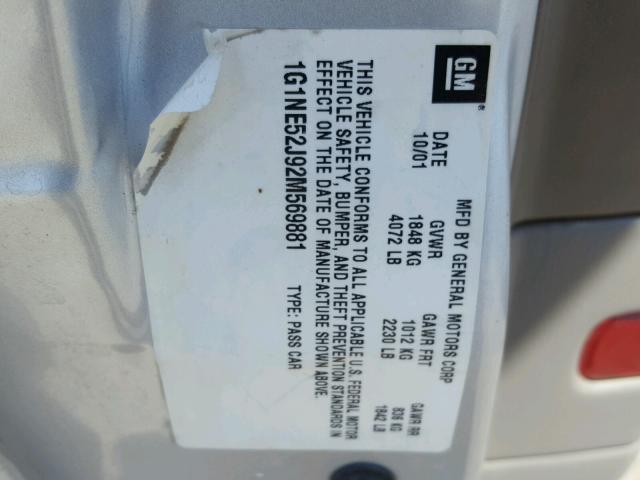 GM®
MFD BY GENERAL MOTORS CORP
DATE GVWR GAWR FRT GAWR RR
10/01 1848 KG 1012 KG 836 KG
4072 LB 2230 LB 1842 LB
THIS VEHICLE CONFORMS TO ALL APPLICABLE U.S. FEDERAL MOTOR
VEHICLE SAFETY, BUMPER, AND THEFT PREVENTION STANDARDS IN
EFFECT ON THE DATE OF MANUFACTURE SHOWN ABOVE.
1G1NE52J92M569881 TYPE: PASS CAR